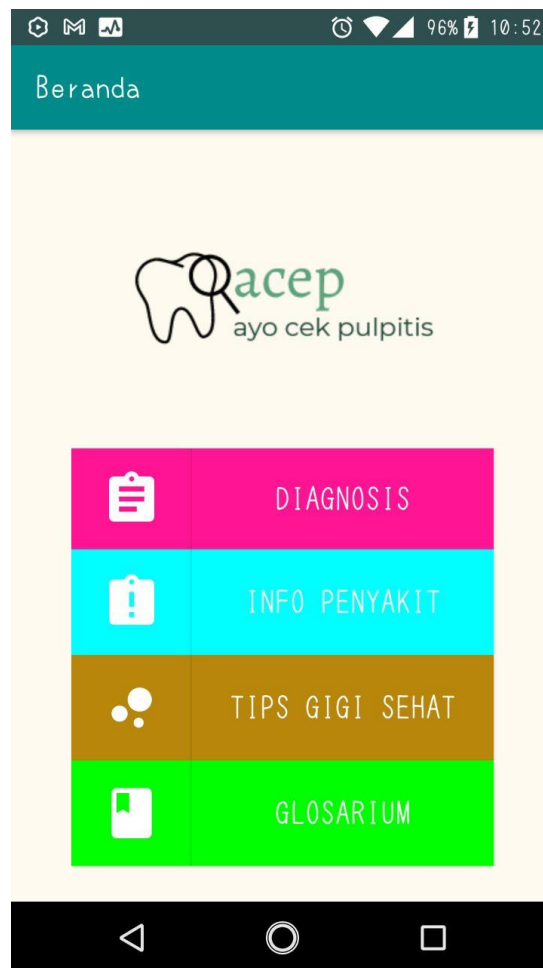 96% 10:52
Beranda
acep
ayo cek pulpitis
DIAGNOSIS
INFO PENYAKIT
TIPS GIGI SEHAT
GLOSARIUM